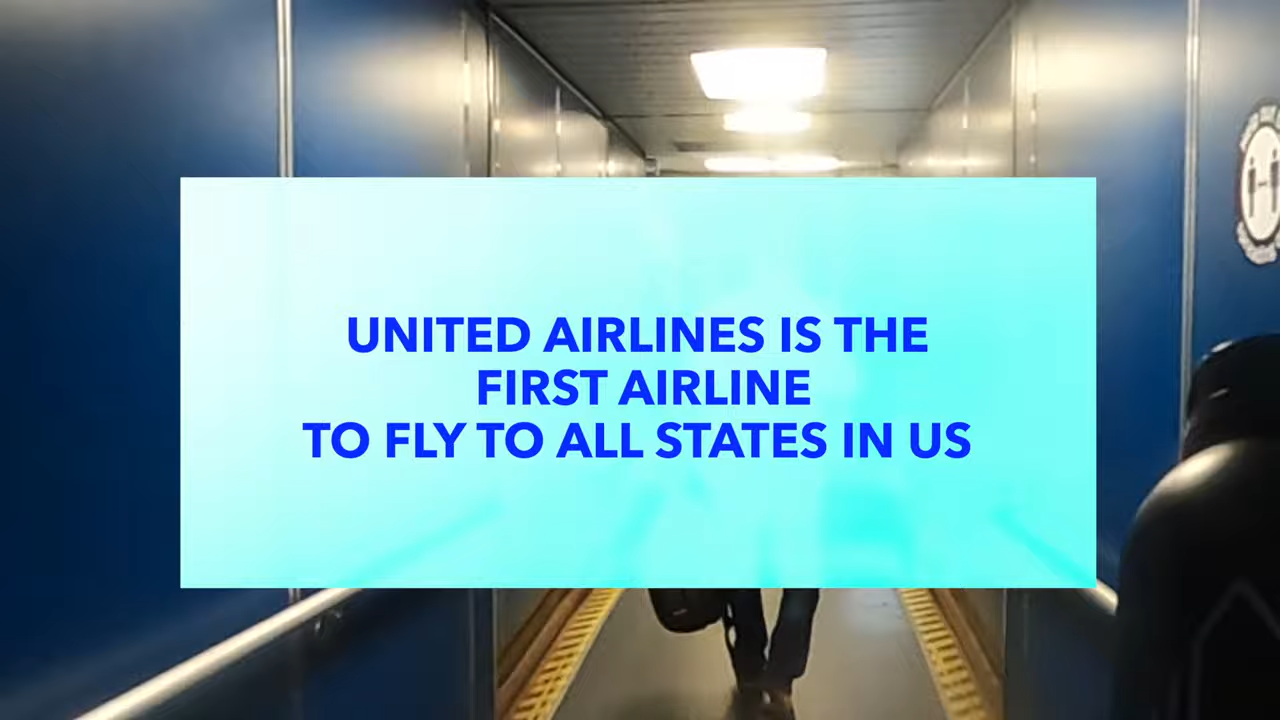 UNITED AIRLINES IS THE
FIRST AIRLINE
TO FLY TO ALL STATES IN US